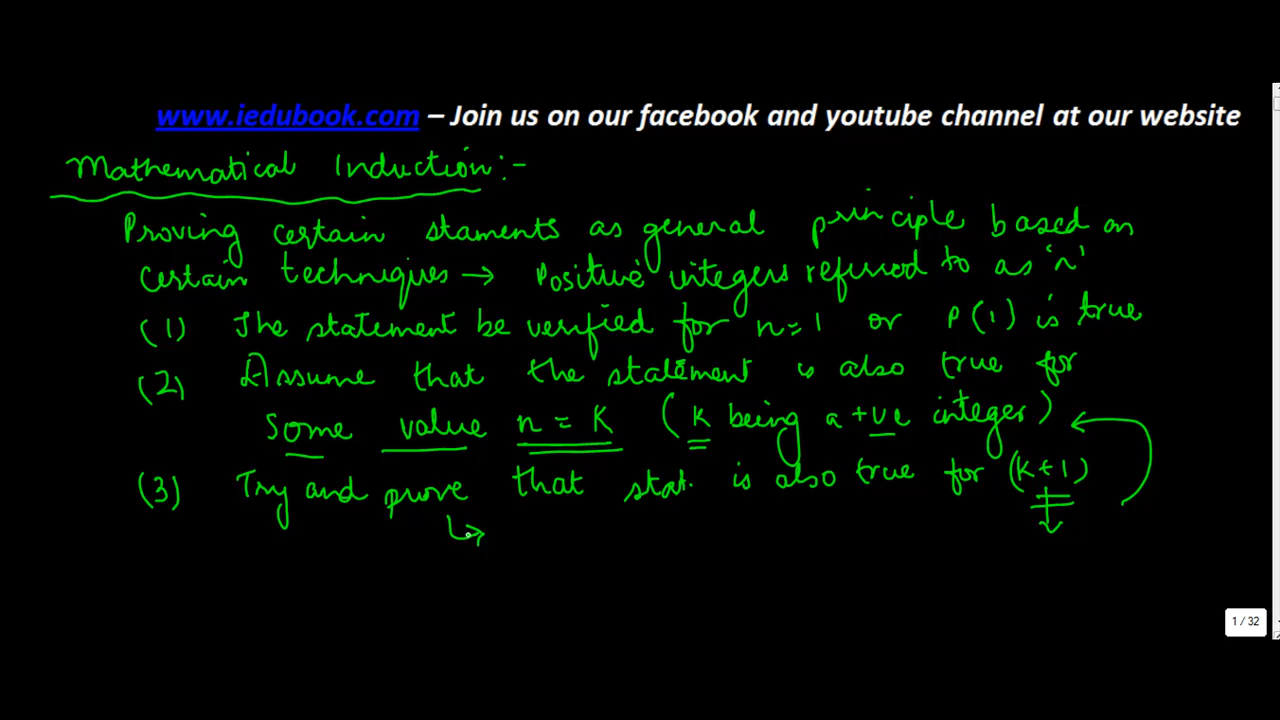 www.iedubook.com – Join us on our facebook and youtube channel at our website
Mathematical Induction :-
Proving certain staments as general principle based on
certain techniques → Positive integers referred to as 'n'
(1) The statement be verified for n = 1 or P(1) is true
(2) Assume that the statement is also true for
some value n = K (K being a +ve integer)
(3) Try and prove that stat. is also true for (K+1)
1 / 32